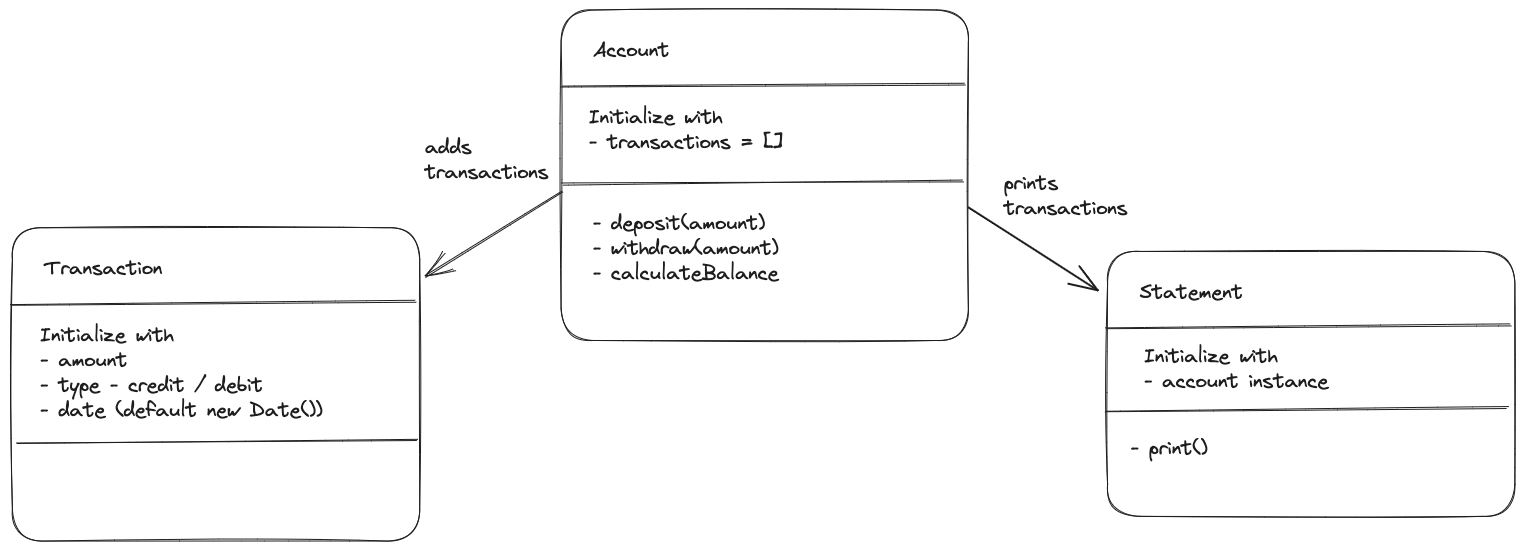 Account
Initialize with
- transactions = []
- deposit(amount)
- withdraw(amount)
- calculateBalance
adds
transactions
prints
transactions
Transaction
Initialize with
- amount
- type - credit / debit
- date (default new Date())
Statement
Initialize with
- account instance
- print()